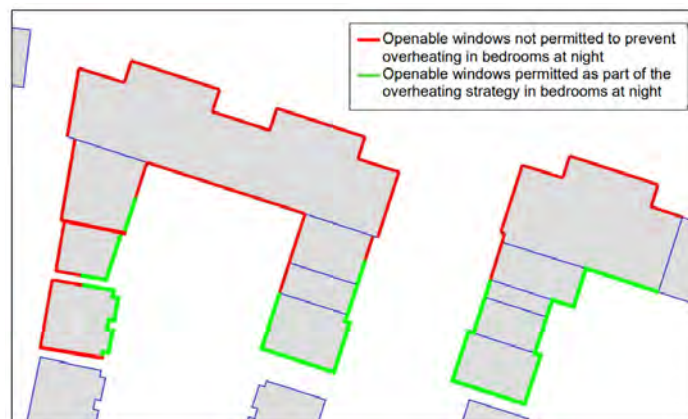 Openable windows not permitted to prevent
overheating in bedrooms at night
Openable windows permitted as part of the
overheating strategy in bedrooms at night